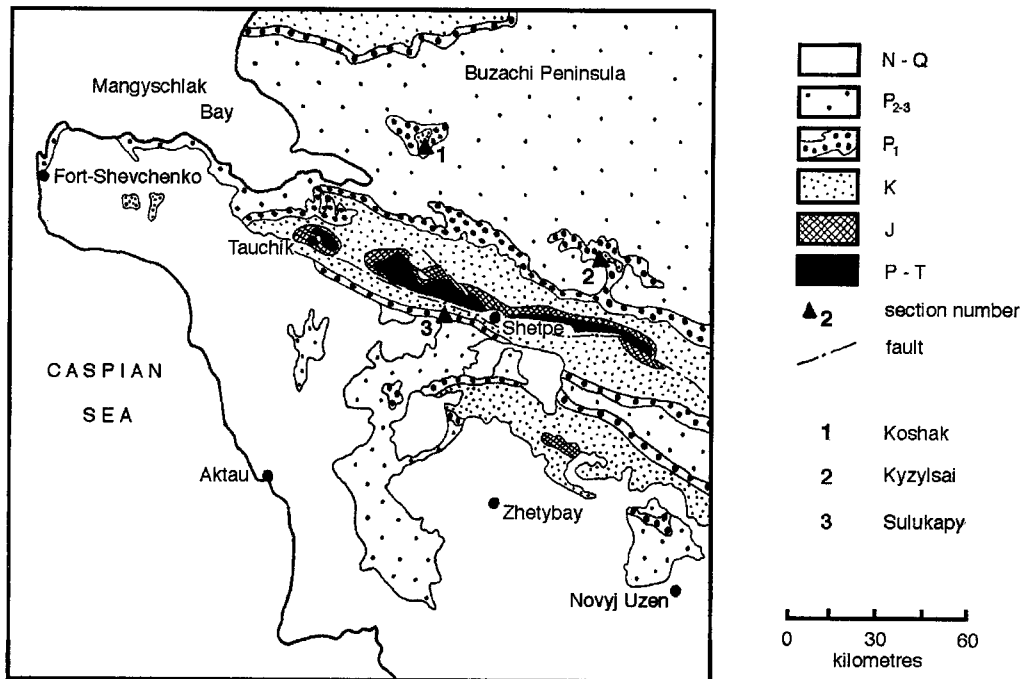 Mangyschlak
Bay
Buzachi Peninsula
1
Fort-Shevchenko
Tauchik
2
3
Shetpe
CASPIAN
SEA
Aktau
Zhetybay
Novyj Uzen
N - Q
P2-3
P1
K
J
P - T
2 section number
fault
1 Koshak
2 Kyzylsai
3 Sulukapy
0 30 60
kilometres